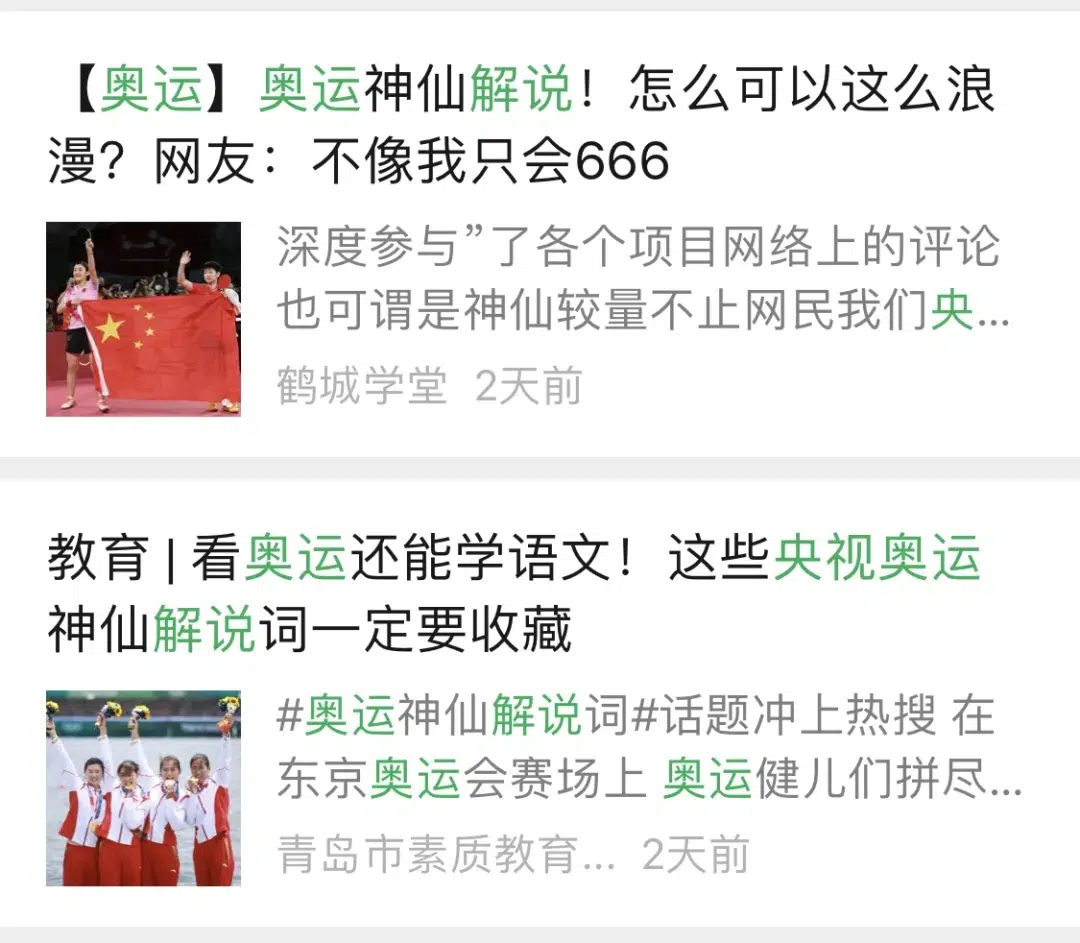 【奥运】奥运神仙解说！怎么可以这么浪
漫？网友：不像我只会666
深度参与”了各个项目网络上的评论
也可谓是神仙较量不止网民我们央...
鹤城学堂 2天前
教育 | 看奥运还能学语文！这些央视奥运
神仙解说词一定要收藏
#奥运神仙解说词#话题冲上热搜 在
东京奥运会赛场上 奥运健儿们拼尽...
青岛市素质教育... 2天前